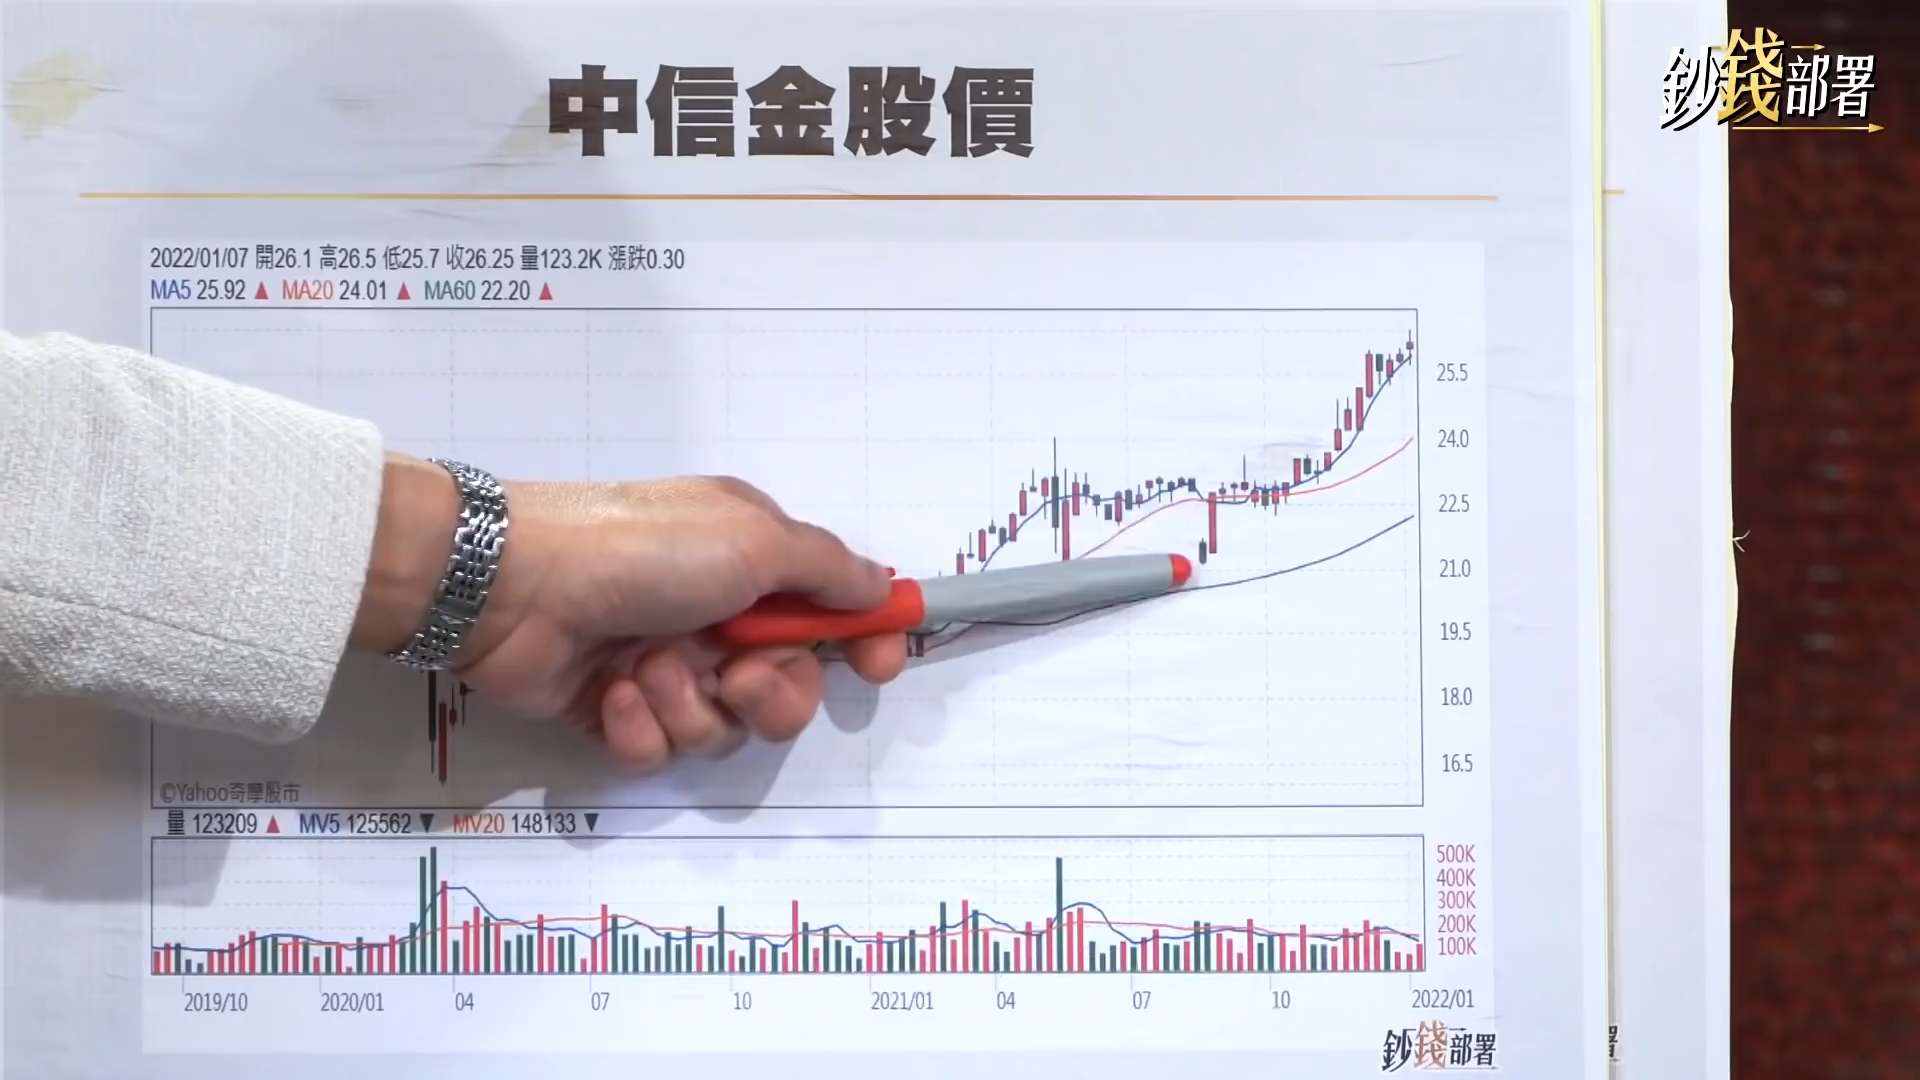 鈔錢部署
中信金股價
2022/01/07 開26.1 高26.5 低25.7 收26.25 量123.2K 漲跌0.30
MA5 25.92 ▲ MA20 24.01 ▲ MA60 22.20 ▲
25.5
24.0
22.5
21.0
19.5
18.0
16.5
©Yahoo奇摩股市
量 123209 ▲ MV5 125562 ▼ MV20 148133 ▼
500K
400K
300K
200K
100K
2019/10 2020/01 04 07 10 2021/01 04 07 10 2022/01
鈔錢部署